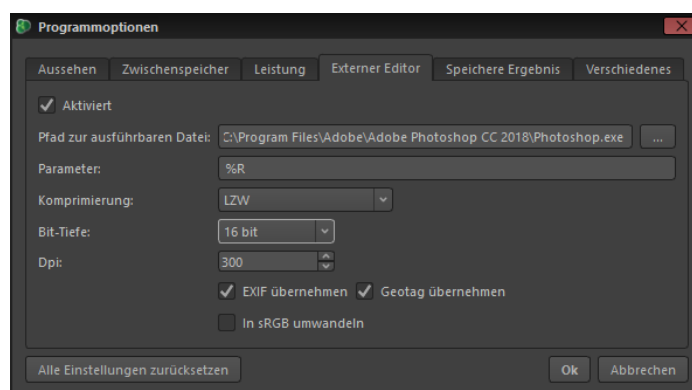 Programmoptionen
Aussehen Zwischenspeicher Leistung Externer Editor Speichere Ergebnis Verschiedenes
Aktiviert
Pfad zur ausführbaren Datei: C:\Program Files\Adobe\Adobe Photoshop CC 2018\Photoshop.exe ...
Parameter: %R
Komprimierung: LZW
Bit-Tiefe: 16 bit
Dpi: 300
EXIF übernehmen Geotag übernehmen
In sRGB umwandeln
Alle Einstellungen zurücksetzen Ok Abbrechen